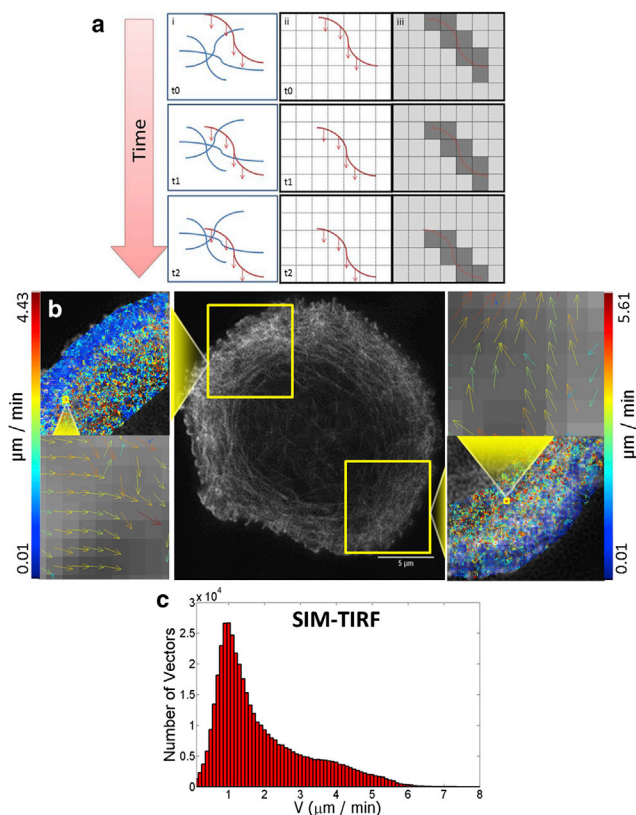 a
Time
i
ii
iii
t0
t0
t1
t1
t2
t2
b
4.43
µm / min
0.01
5 µm
5.61
µm / min
0.01
c
SIM-TIRF
x 10⁴
3
2.5
2
1.5
1
0.5
0
Number of Vectors
1 2 3 4 5 6 7 8
V (µm / min)